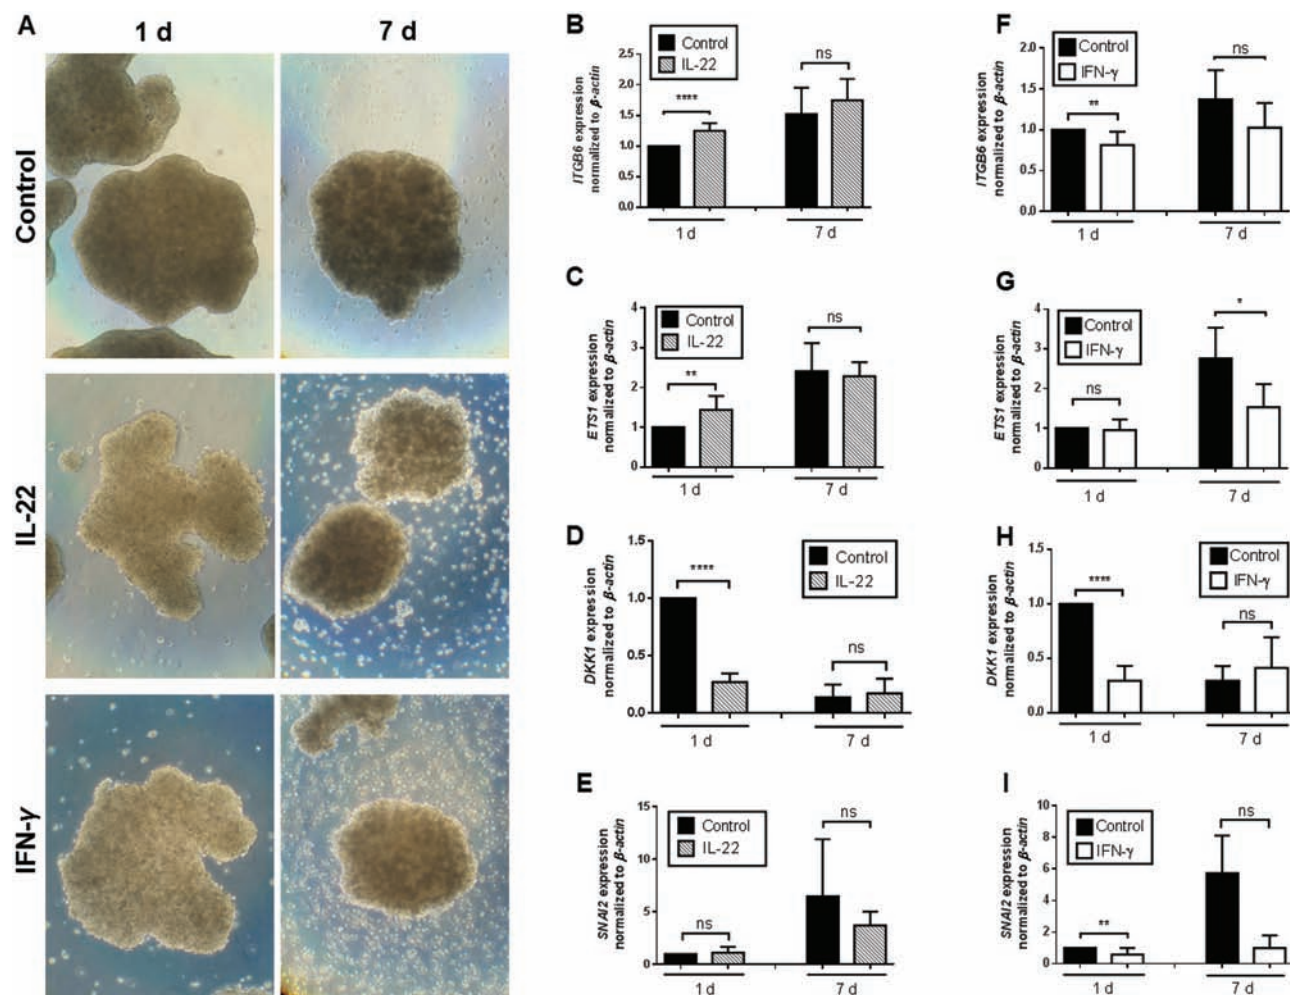 A
1 d
7 d
Control
IL-22
IFN-γ
B
ITGB6 expression
normalized to β-actin
2.5
2.0
1.5
1.0
0.5
0.0
Control
IL-22
****
ns
1 d
7 d
C
ETS1 expression
normalized to β-actin
4
3
2
1
0
Control
IL-22
**
ns
1 d
7 d
D
DKK1 expression
normalized to β-actin
1.5
1.0
0.5
0.0
Control
IL-22
****
ns
1 d
7 d
E
SNAI2 expression
normalized to β-actin
15
10
5
0
Control
IL-22
ns
ns
1 d
7 d
F
ITGB6 expression
normalized to β-actin
2.0
1.5
1.0
0.5
0.0
Control
IFN-γ
**
ns
1 d
7 d
G
ETS1 expression
normalized to β-actin
4
3
2
1
0
Control
IFN-γ
ns
*
1 d
7 d
H
DKK1 expression
normalized to β-actin
1.5
1.0
0.5
0.0
Control
IFN-γ
****
ns
1 d
7 d
I
SNAI2 expression
normalized to β-actin
10
8
6
4
2
0
Control
IFN-γ
**
ns
1 d
7 d